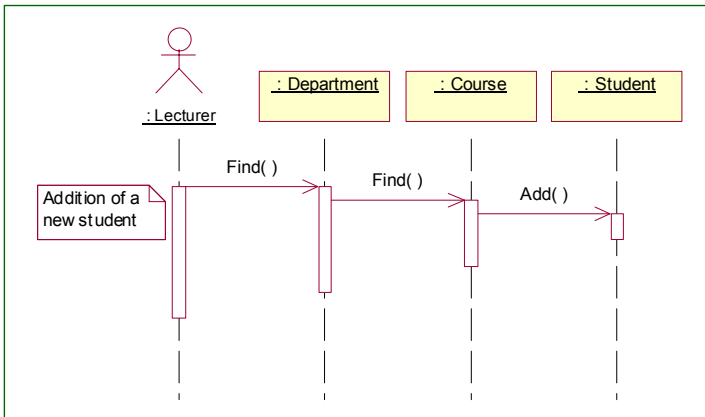 : Lecturer
: Department
: Course
: Student
Find( )
Find( )
Add( )
Addition of a
new student